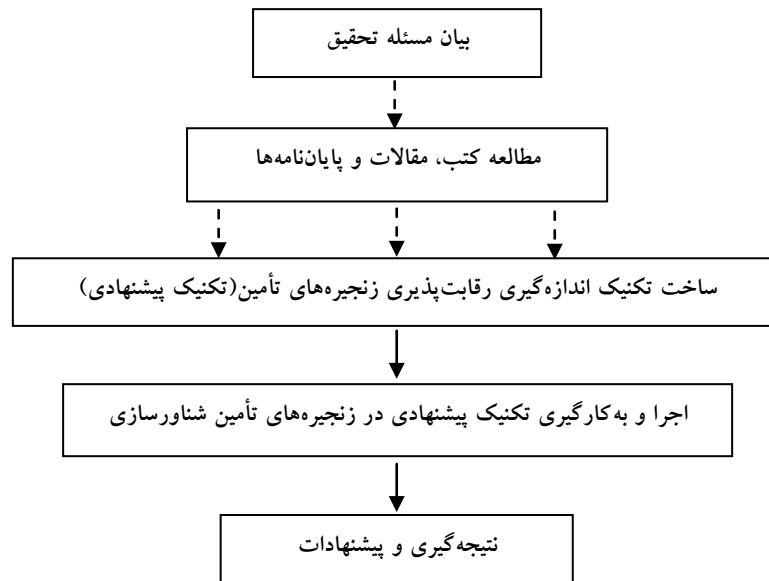 بیان مسئله تحقیق
مطالعه کتب، مقالات و پایان‌نامه‌ها
ساخت تکنیک اندازه‌گیری رقابت‌پذیری زنجیره‌های تأمین(تکنیک پیشنهادی)
اجرا و به‌کارگیری تکنیک پیشنهادی در زنجیره‌های تأمین شناورسازی
نتیجه‌گیری و پیشنهادات